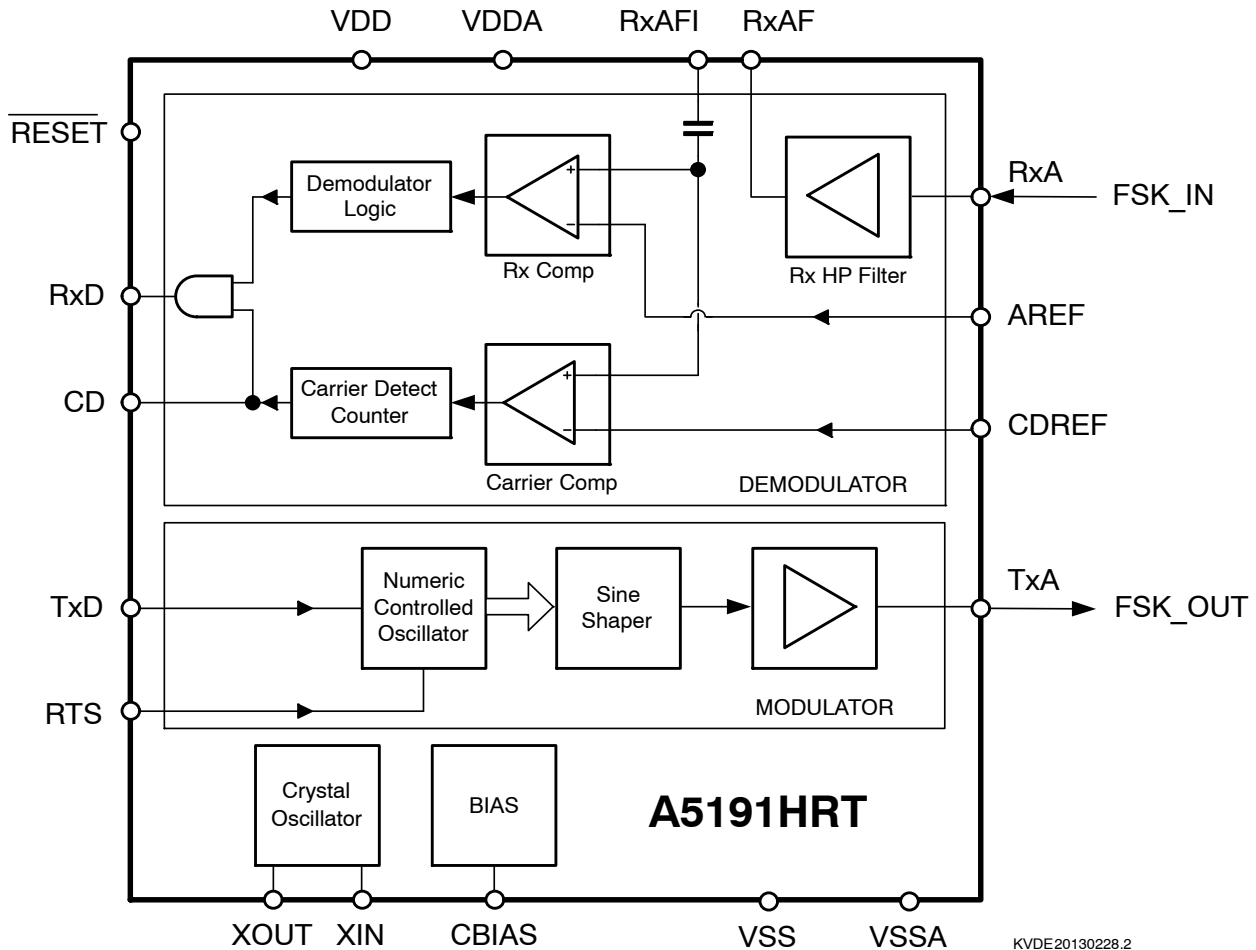 VDD VDDA RxAFI RxAF
RESET
Demodulator
Logic
+
−
Rx Comp
Rx HP Filter
RxA
FSK_IN
RxD
AREF
CD
Carrier Detect
Counter
+
−
Carrier Comp
CDREF
DEMODULATOR
TxD
Numeric
Controlled
Oscillator
Sine
Shaper
TxA
FSK_OUT
RTS
MODULATOR
Crystal
Oscillator
BIAS
A5191HRT
XOUT XIN CBIAS VSS VSSA
KVDE20130228.2